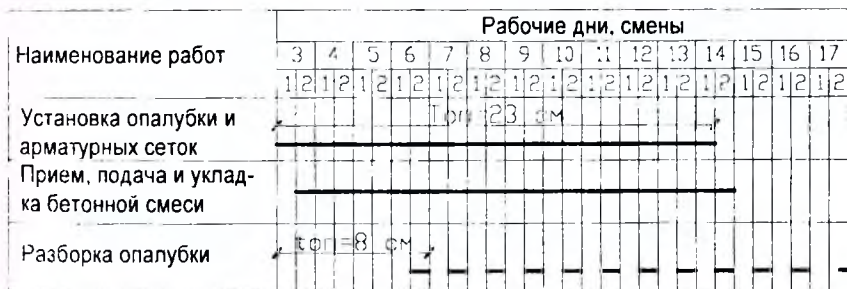 Рабочие дни, смены
Наименование работ
3 4 5 6 7 8 9 10 11 12 13 14 15 16 17
1 2 1 2 1 2 1 2 1 2 1 2 1 2 1 2 1 2 1 2 1 2 1 2 1 2 1 2 1 2
Установка опалубки и
арматурных сеток
Tоп=23 см
Прием, подача и уклад-
ка бетонной смеси
Разборка опалубки
tоп=8 см